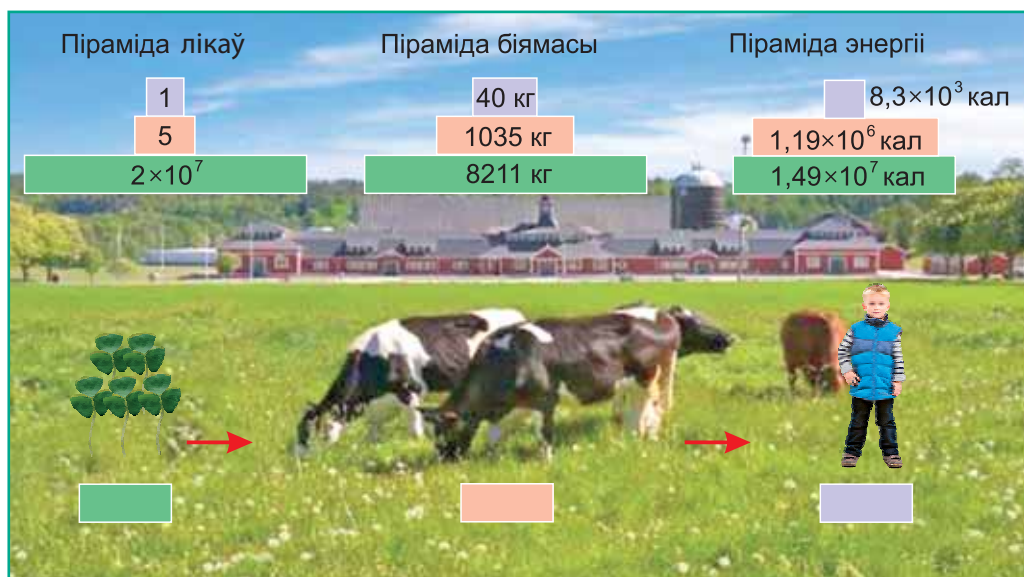 Піраміда лікаў
1
5
2×10⁷
Піраміда біямасы
40 кг
1035 кг
8211 кг
Піраміда энергіі
8,3×10³ кал
1,19×10⁶ кал
1,49×10⁷ кал